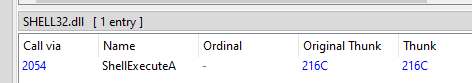 SHELL32.dll [ 1 entry ]
Call via Name Ordinal Original Thunk Thunk
2054 ShellExecuteA - 216C 216C